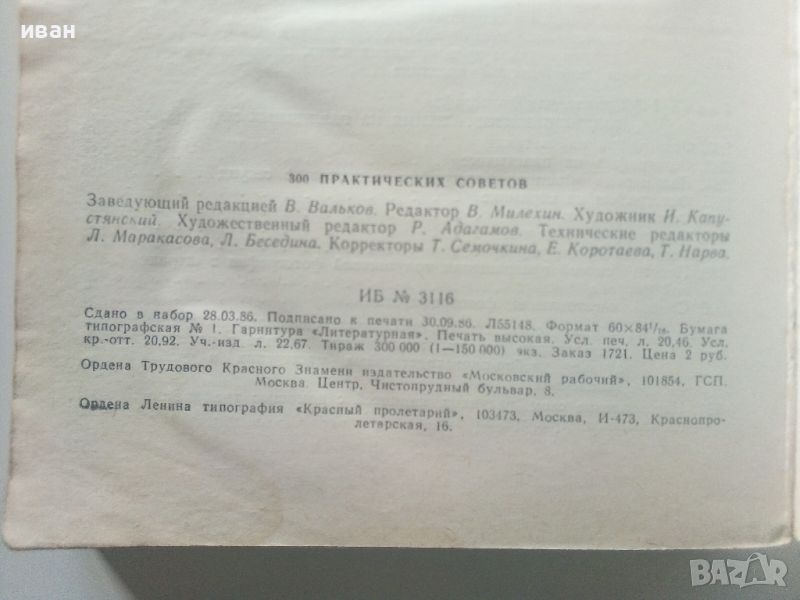 иван
300 ПРАКТИЧЕСКИХ СОВЕТОВ
Заведующий редакцией В. Вальков. Редактор В. Милехин. Художник И. Капу-
стянский. Художественный редактор Р. Адагамов. Технические редакторы
Л. Маракасова, Л. Беседина. Корректоры Т. Семочкина, Е. Коротаева, Т. Нарва.
ИБ № 3116
Сдано в набор 28.03.86. Подписано к печати 30.09.86. Л55148. Формат 60×84¹/₁₆. Бумага
типографская № 1. Гарнитура «Литературная». Печать высокая. Усл. печ. л. 20,46. Усл.
кр.-отт. 20,92. Уч.-изд. л. 22,67. Тираж 300 000 (1—150 000) экз. Заказ 1721. Цена 2 руб.
Ордена Трудового Красного Знамени издательство «Московский рабочий», 101854, ГСП.
Москва. Центр, Чистопрудный бульвар, 8.
Ордена Ленина типография «Красный пролетарий», 103473, Москва, И-473, Краснопро-
летарская, 16.
BAZAR